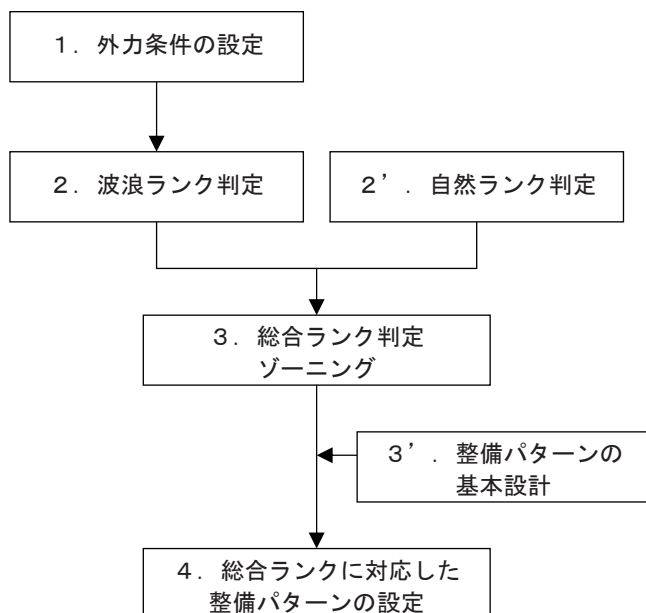 １．外力条件の設定
２．波浪ランク判定
２’．自然ランク判定
３．総合ランク判定
ゾーニング
３’．整備パターンの
基本設計
４．総合ランクに対応した
整備パターンの設定